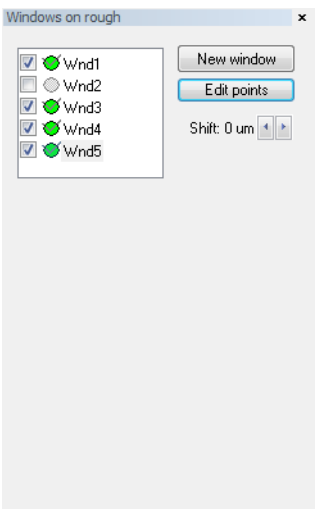 Windows on rough
Wnd1
Wnd2
Wnd3
Wnd4
Wnd5
New window
Edit points
Shift: 0 um